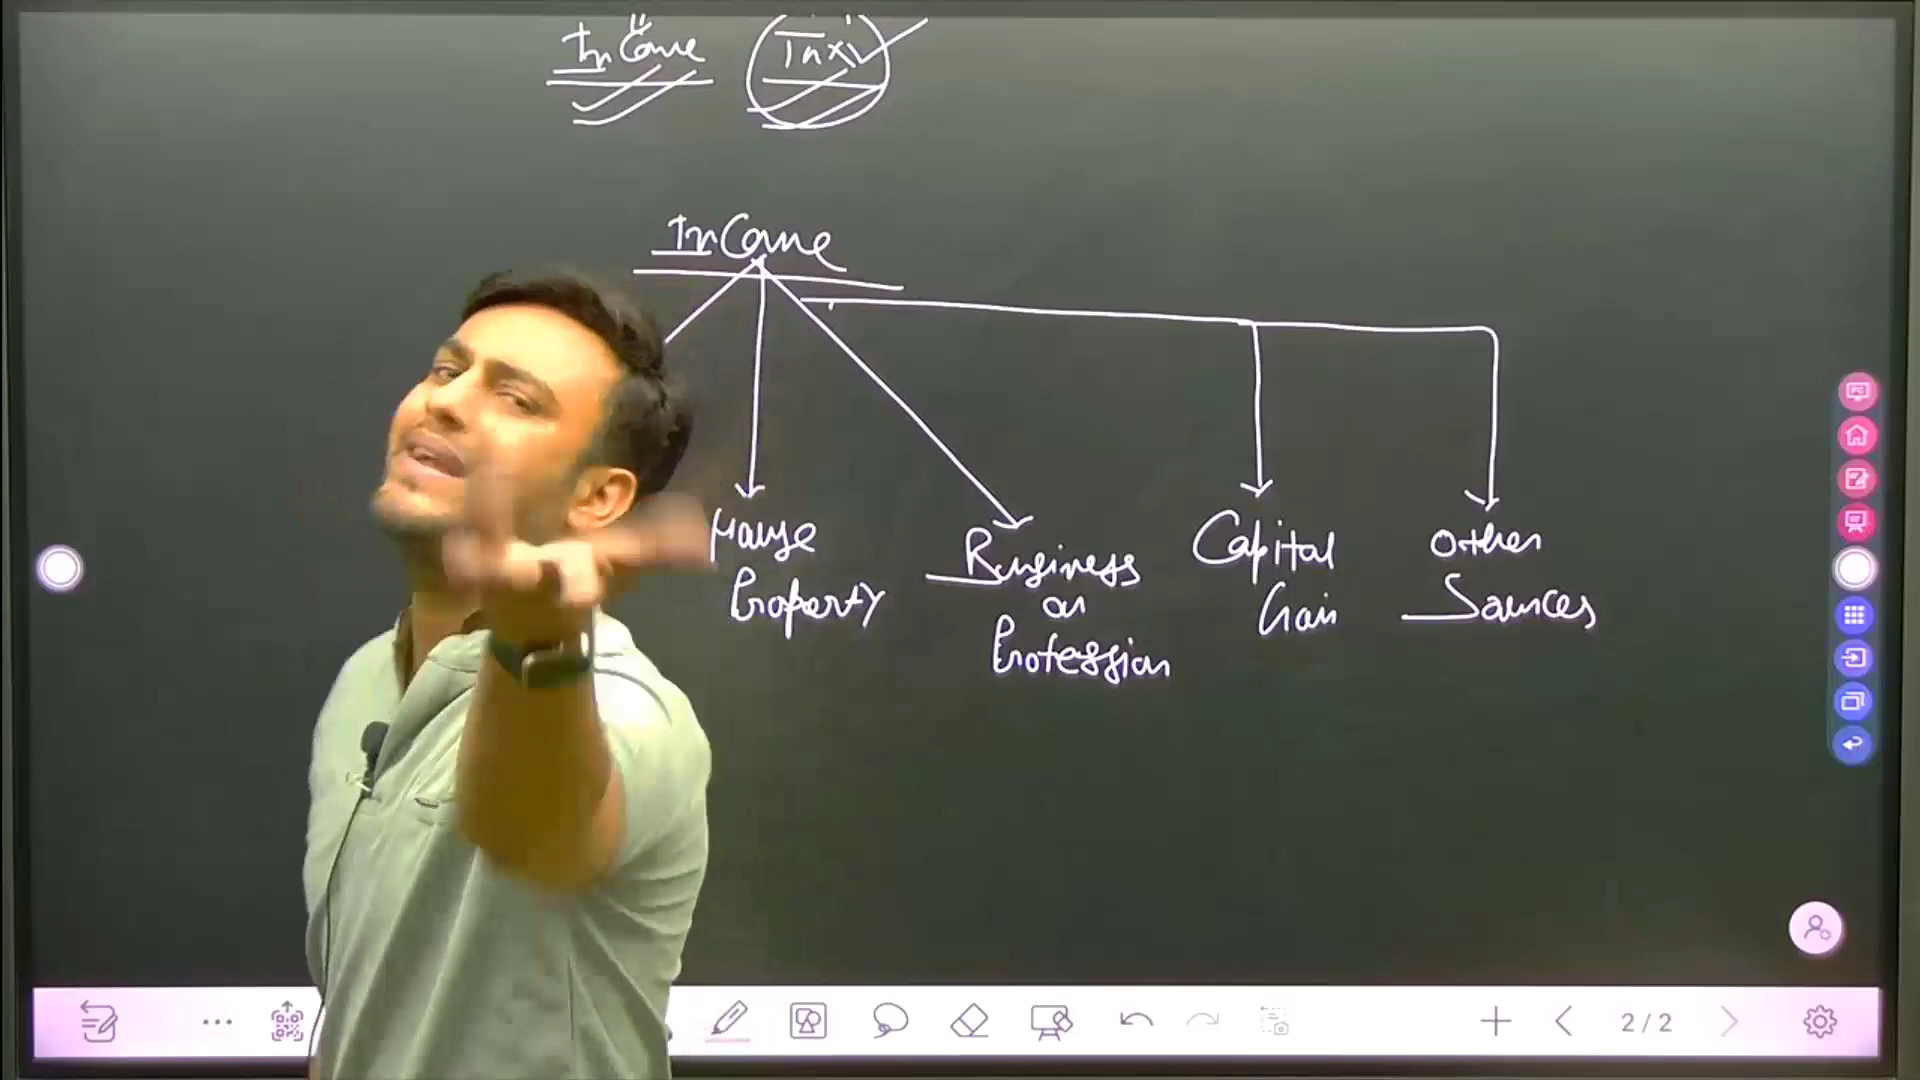 Income Tax
Income
House
Property
Business
or
Profession
Capital
Gain
Other
Sources
2/2